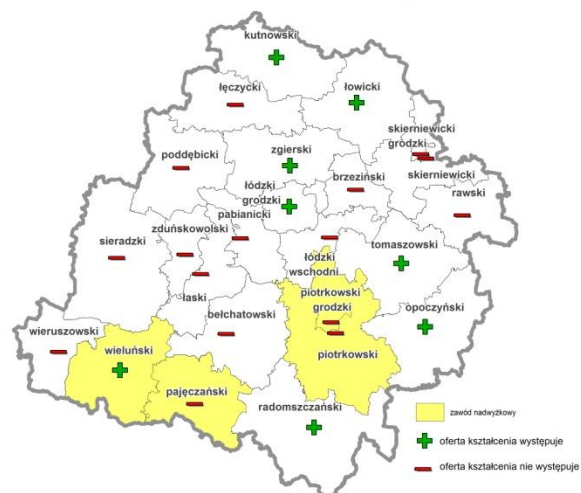 kutnowski
łęczycki
łowicki
skierniewicki
grodzki
poddębicki
zgierski
brzeziński
skierniewicki
rawski
łódzki
grodzki
pabianicki
zduńskowolski
sieradzki
tomaszowski
łódzki
wschodni
łaski
piotrkowski
grodzki
opoczyński
bełchatowski
wieruszowski
wieluński
piotrkowski
pajęczański
radomszczański
zawód nadwyżkowy
oferta kształcenia występuje
oferta kształcenia nie występuje